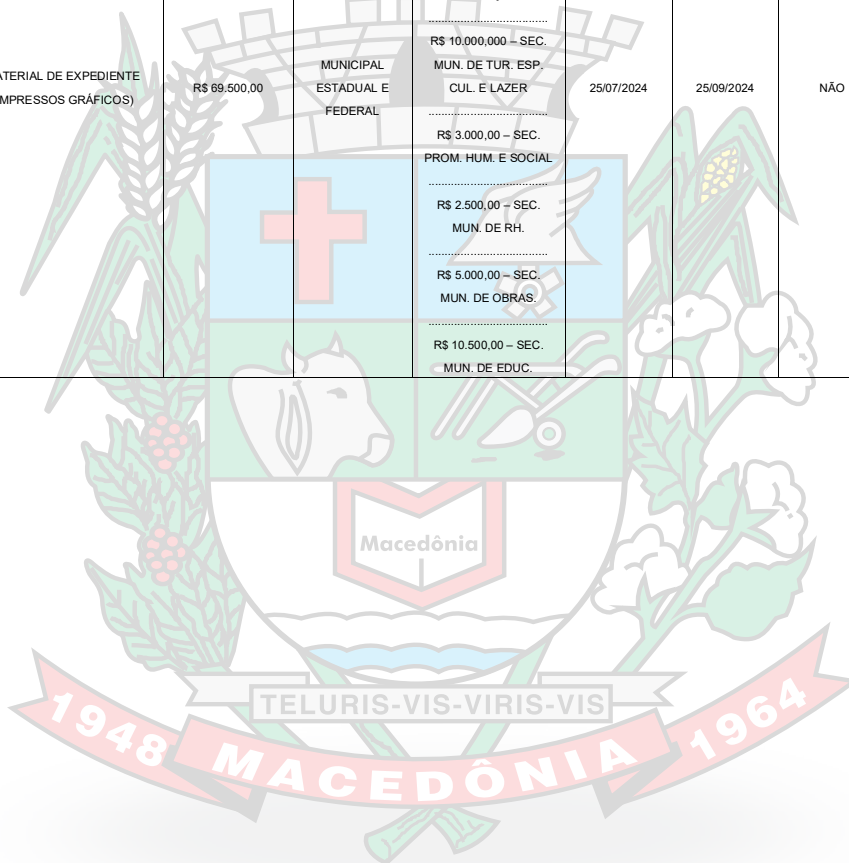 ....................................
R$ 10.000,000 – SEC.
MUN. DE TUR. ESP.
CUL. E LAZER
....................................
R$ 3.000,00 – SEC.
PROM. HUM. E SOCIAL
....................................
R$ 2.500,00 – SEC.
MUN. DE RH.
....................................
R$ 5.000,00 – SEC.
MUN. DE OBRAS.
....................................
R$ 10.500,00 – SEC.
MUN. DE EDUC.
ATERIAL DE EXPEDIENTE
MPRESSOS GRÁFICOS)
R$ 69.500,00
MUNICIPAL
ESTADUAL E
FEDERAL
25/07/2024
25/09/2024
NÃO
Macedônia
TELURIS-VIS-VIRIS-VIS
1948 MACEDÔNIA 1964